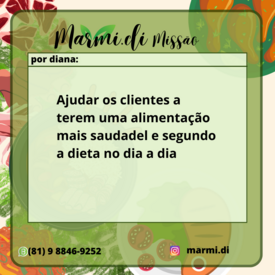 Marmi.di Missão
por diana:
Ajudar os clientes a
terem uma alimentação
mais saudadel e segundo
a dieta no dia a dia
(81) 9 8846-9252
marmi.di